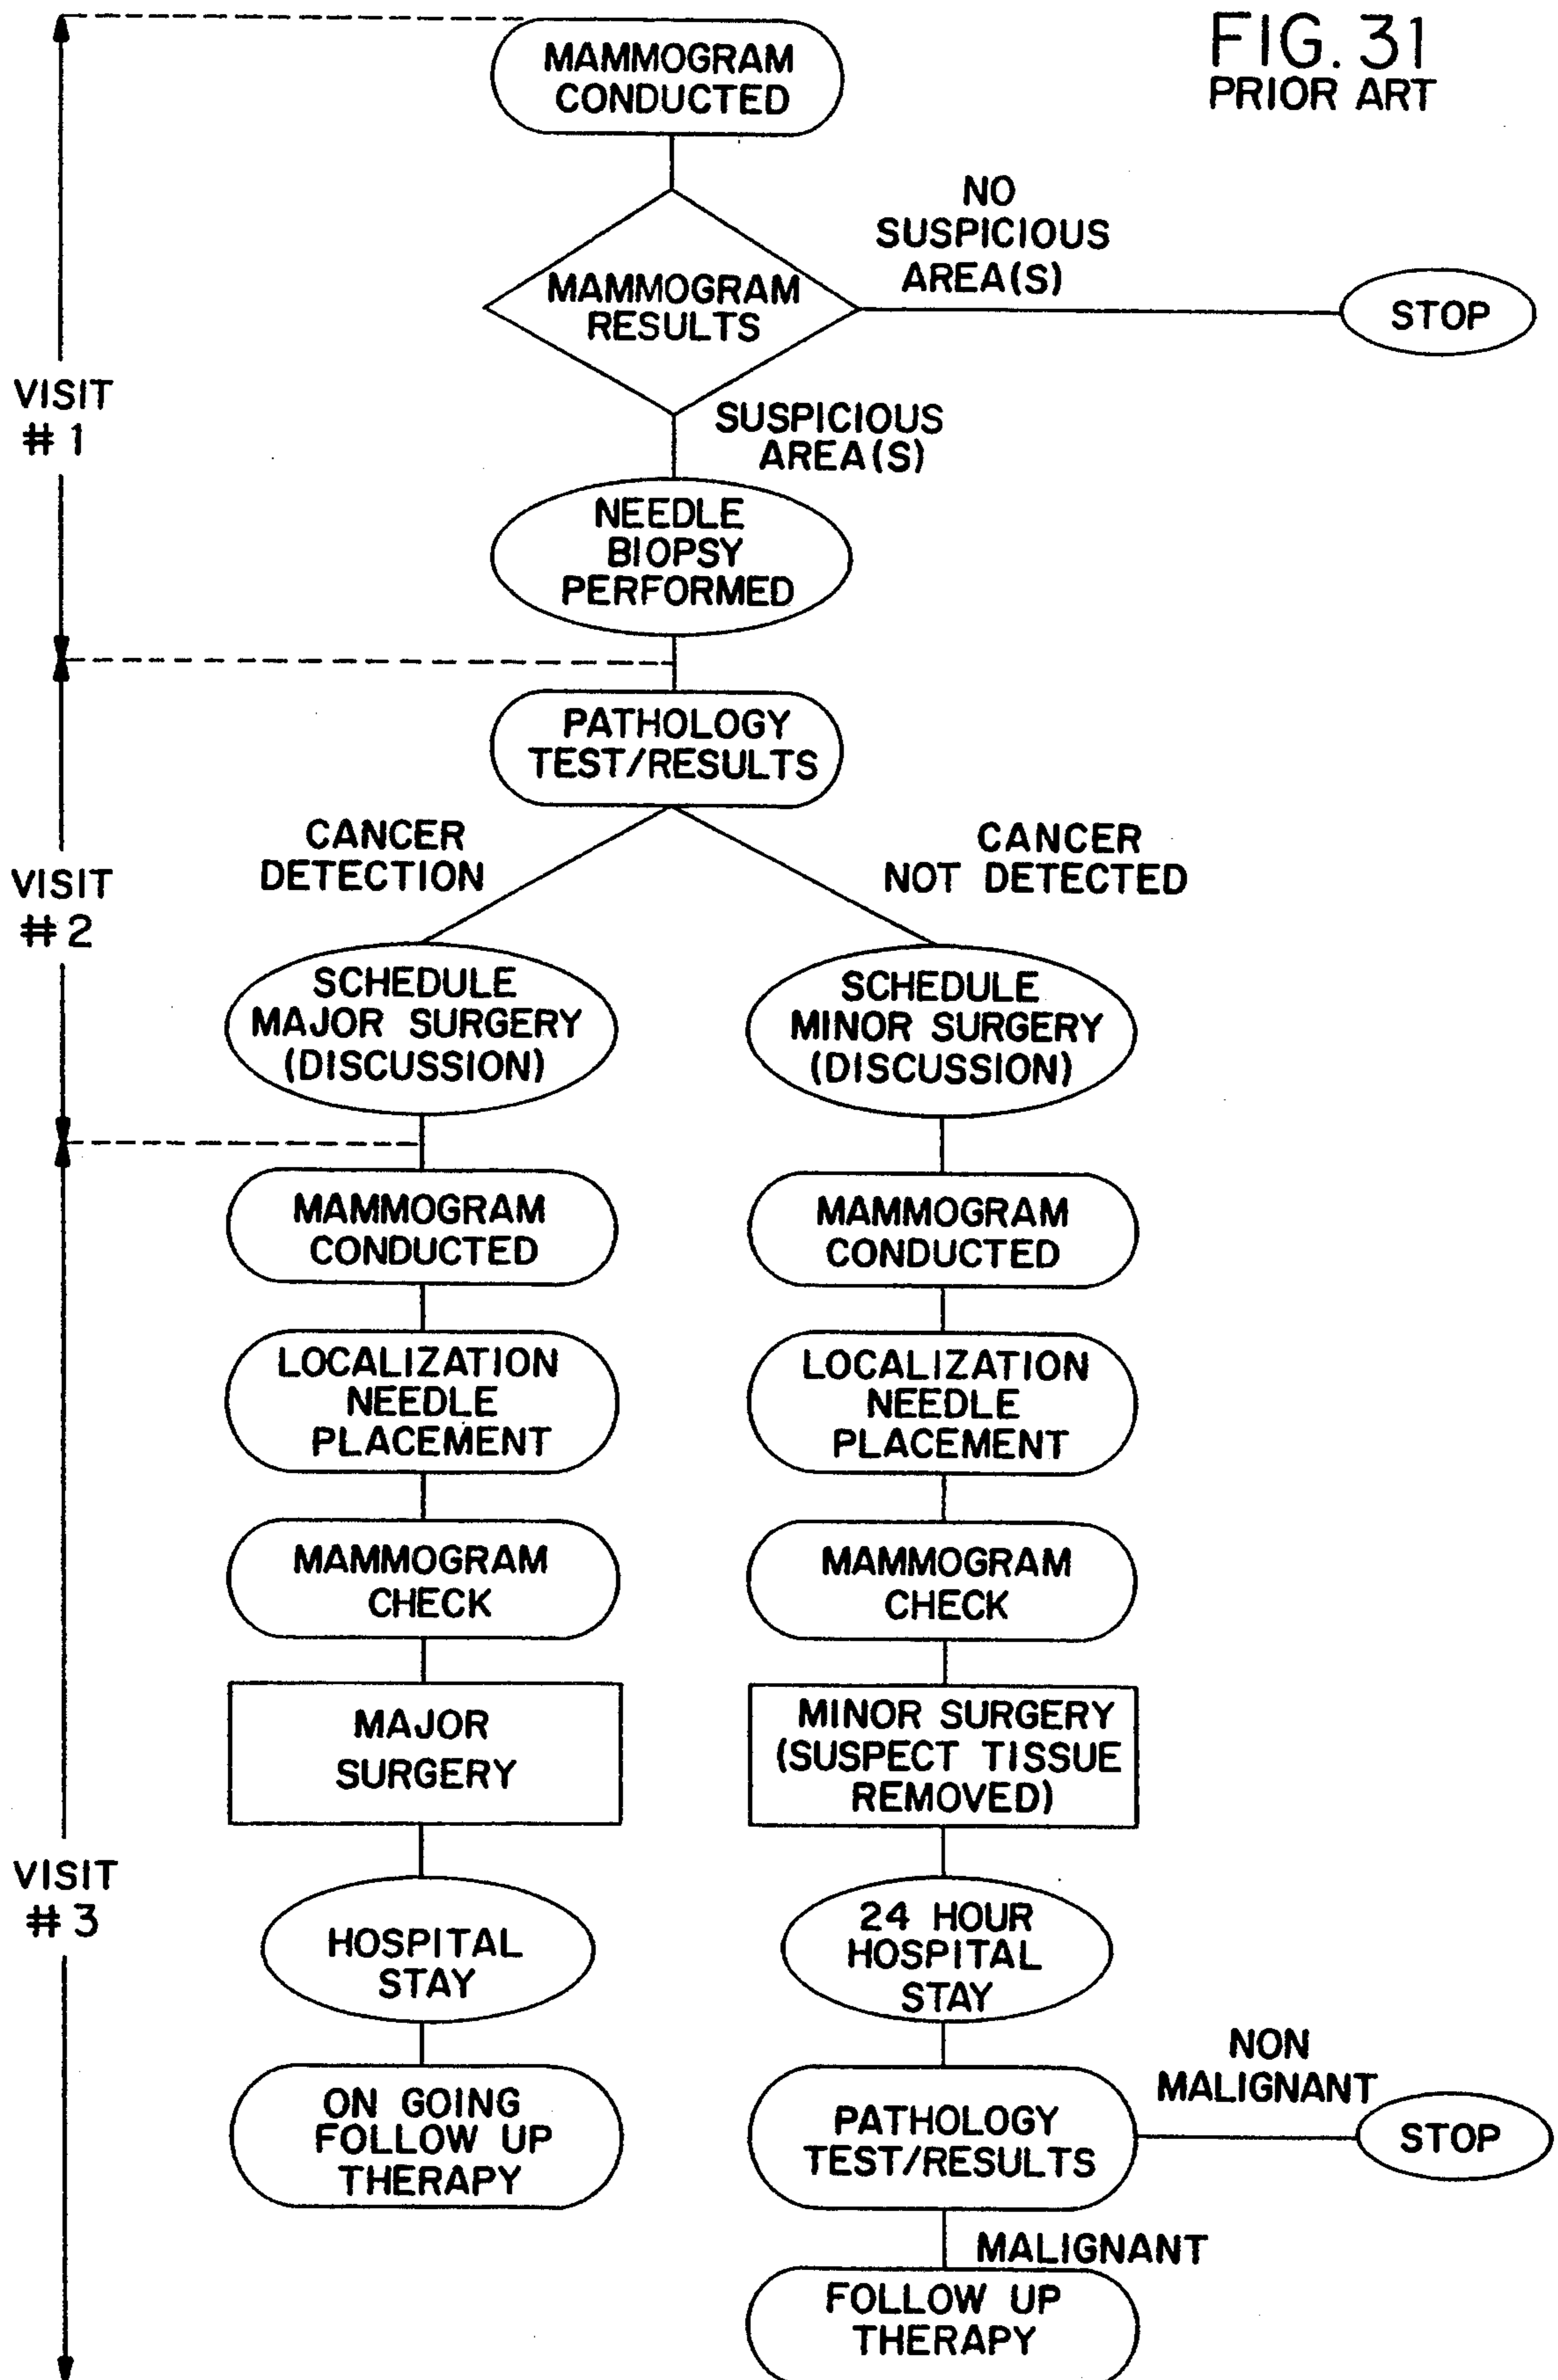 FIG. 31
PRIOR ART
MAMMOGRAM
CONDUCTED
NO
SUSPICIOUS
AREA(S)
MAMMOGRAM
RESULTS
STOP
VISIT
# 1
SUSPICIOUS
AREA(S)
NEEDLE
BIOPSY
PERFORMED
PATHOLOGY
TEST/RESULTS
CANCER
DETECTION
CANCER
NOT DETECTED
VISIT
# 2
SCHEDULE
MAJOR SURGERY
(DISCUSSION)
SCHEDULE
MINOR SURGERY
(DISCUSSION)
MAMMOGRAM
CONDUCTED
MAMMOGRAM
CONDUCTED
LOCALIZATION
NEEDLE
PLACEMENT
LOCALIZATION
NEEDLE
PLACEMENT
MAMMOGRAM
CHECK
MAMMOGRAM
CHECK
MAJOR
SURGERY
MINOR SURGERY
(SUSPECT TISSUE
REMOVED)
VISIT
# 3
HOSPITAL
STAY
24 HOUR
HOSPITAL
STAY
ON GOING
FOLLOW UP
THERAPY
PATHOLOGY
TEST/RESULTS
NON
MALIGNANT
STOP
MALIGNANT
FOLLOW UP
THERAPY